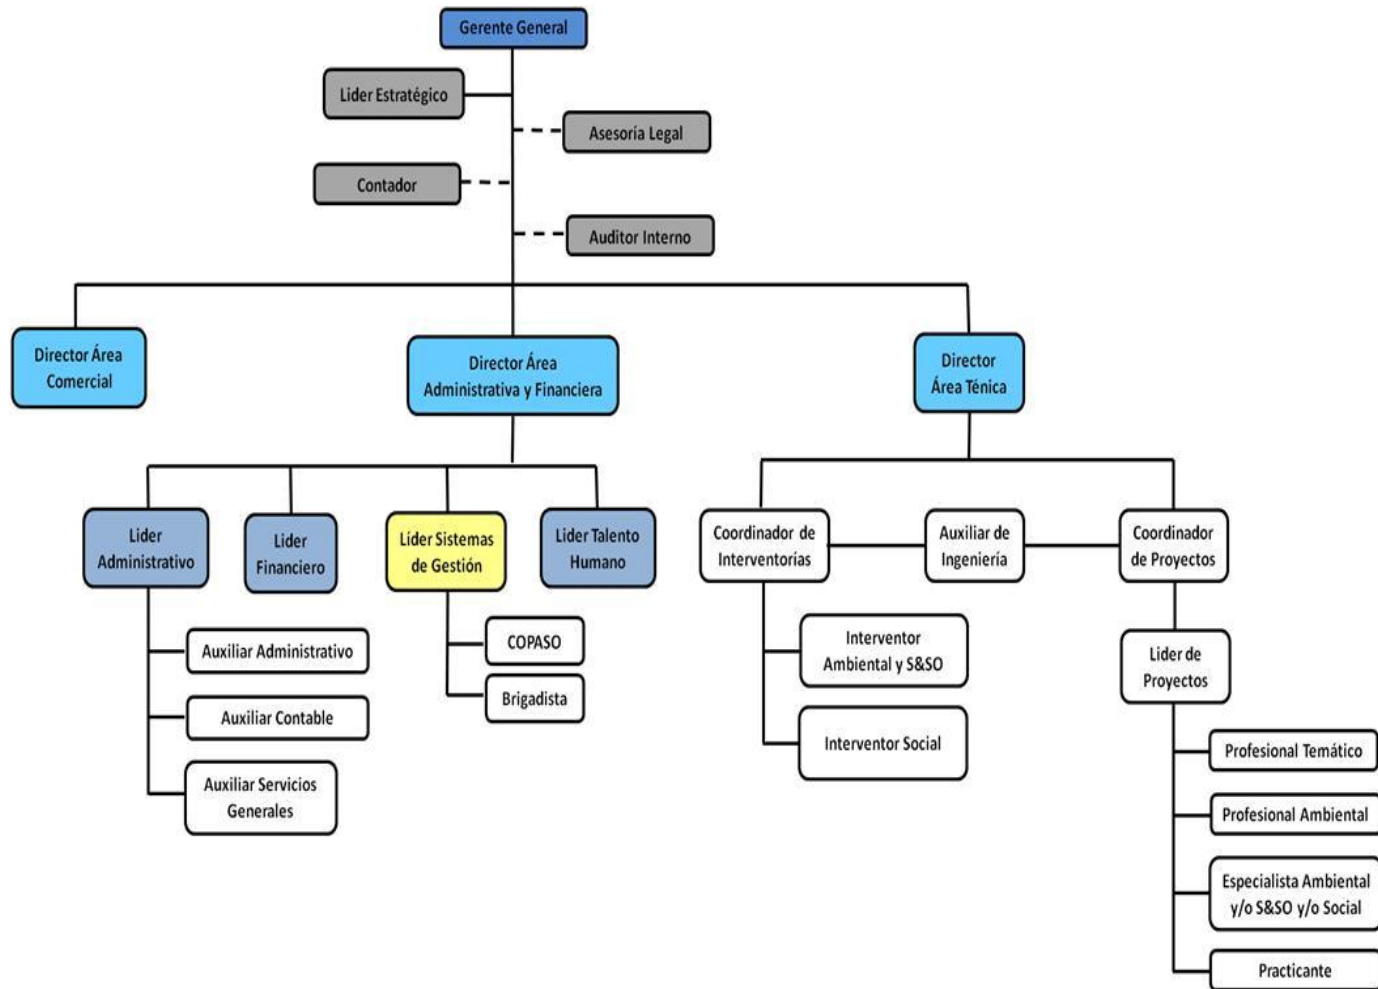 Gerente General
Lider Estratégico
Asesoría Legal
Contador
Auditor Interno
Director Área
Comercial
Director Área
Administrativa y Financiera
Director
Área Ténica
Lider
Administrativo
Lider
Financiero
Líder Sistemas
de Gestión
Lider Talento
Humano
Coordinador de
Interventorías
Auxiliar de
Ingeniería
Coordinador
de Proyectos
Auxiliar Administrativo
Auxiliar Contable
Auxiliar Servicios
Generales
COPASO
Brigadista
Interventor
Ambiental y S&SO
Interventor Social
Lider de
Proyectos
Profesional Temático
Profesional Ambiental
Especialista Ambiental
y/o S&SO y/o Social
Practicante